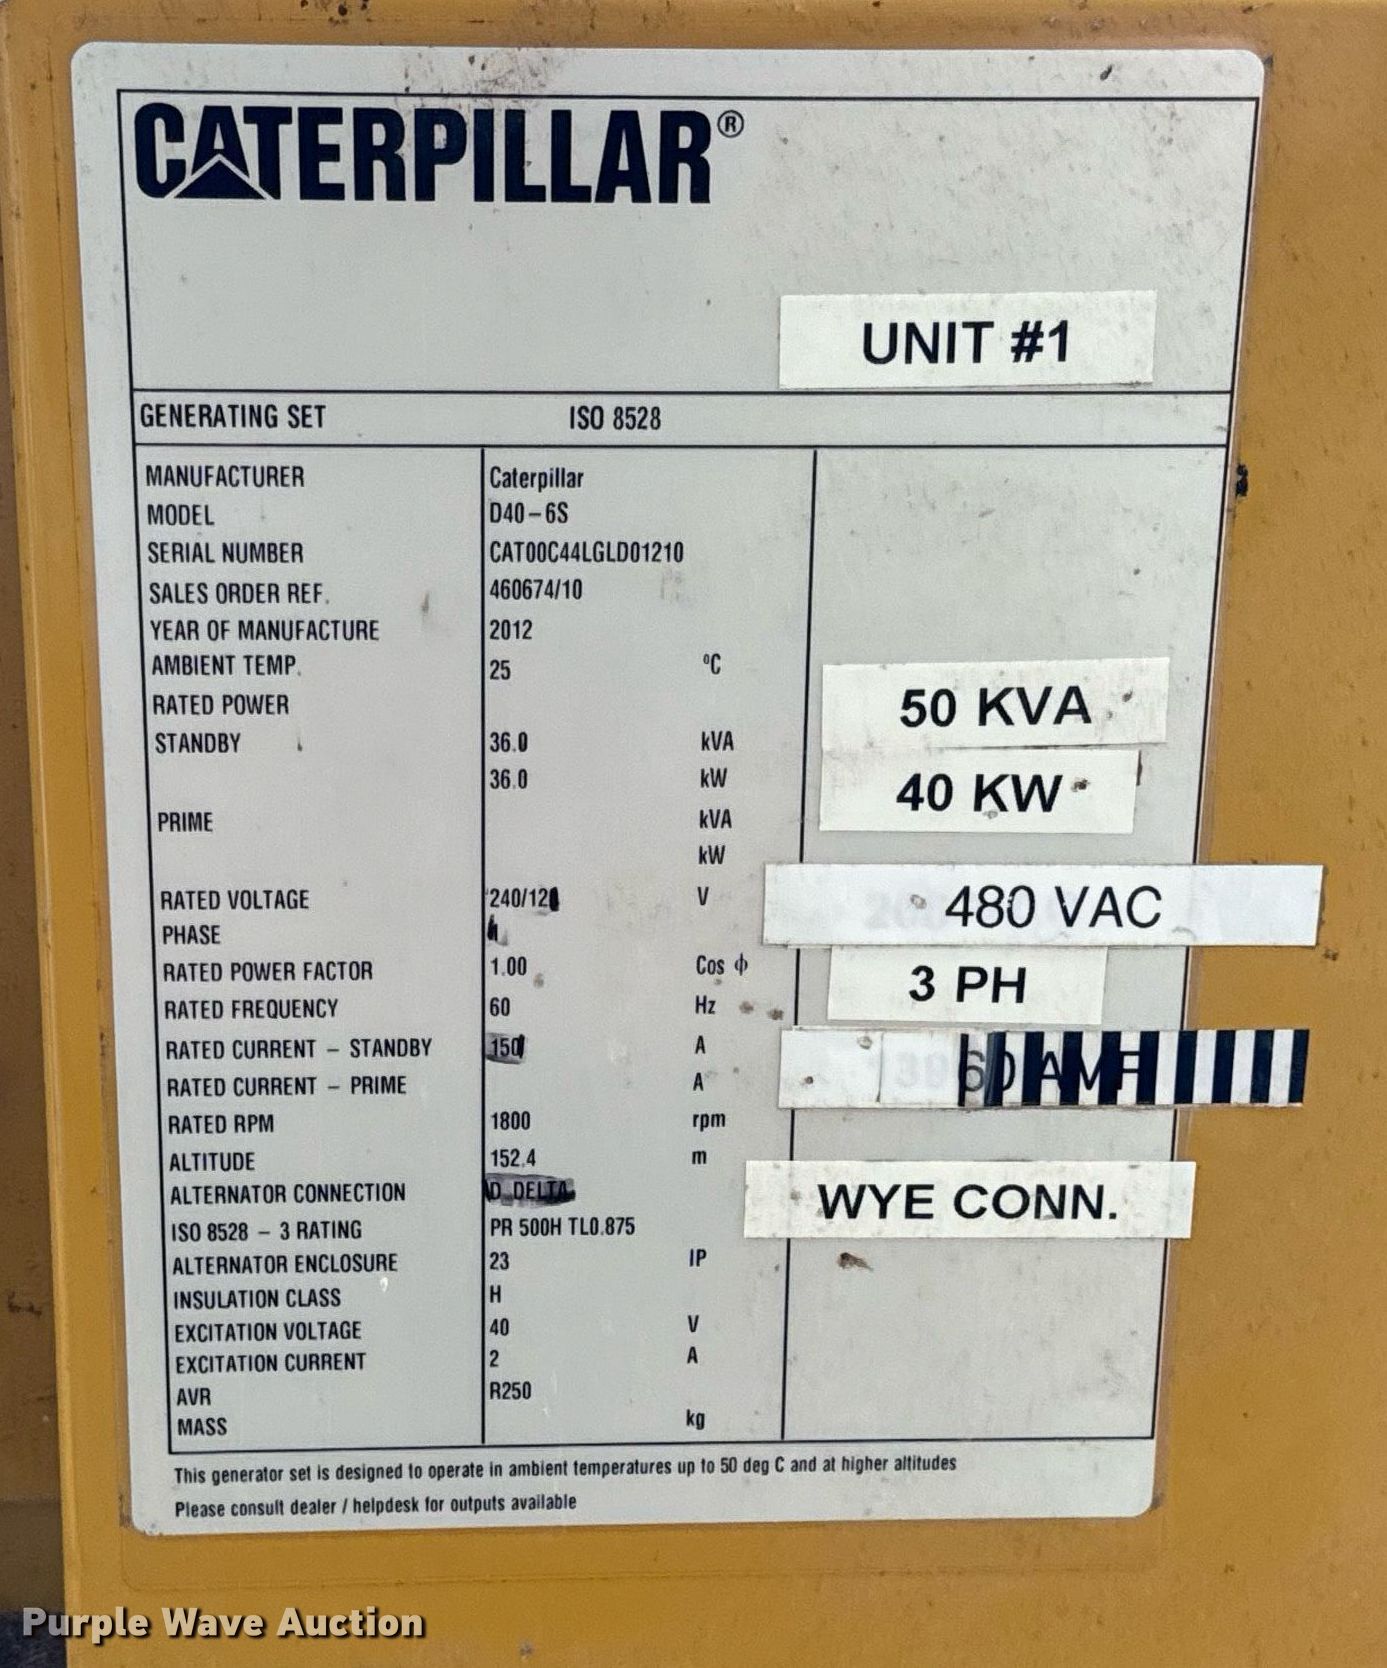 CATERPILLAR®
UNIT #1
GENERATING SET ISO 8528
MANUFACTURER Caterpillar
MODEL D40-6S
SERIAL NUMBER CAT00C44LGLD01210
SALES ORDER REF. 460674/10
YEAR OF MANUFACTURE 2012
AMBIENT TEMP. 25 °C
RATED POWER 50 KVA
STANDBY 36.0 kVA
36.0 kW 40 KW
PRIME kVA
kW
RATED VOLTAGE 240/120 V 480 VAC
PHASE 3 PH
RATED POWER FACTOR 1.00 Cos ϕ
RATED FREQUENCY 60 Hz
RATED CURRENT – STANDBY 150 A 60 AMP
RATED CURRENT – PRIME A
RATED RPM 1800 rpm
ALTITUDE 152.4 m
ALTERNATOR CONNECTION D DELTA WYE CONN.
ISO 8528 – 3 RATING PR 500H TL0.875
ALTERNATOR ENCLOSURE 23 IP
INSULATION CLASS H
EXCITATION VOLTAGE 40 V
EXCITATION CURRENT 2 A
AVR R250
MASS kg
This generator set is designed to operate in ambient temperatures up to 50 deg C and at higher altitudes
Please consult dealer / helpdesk for outputs available
Purple Wave Auction